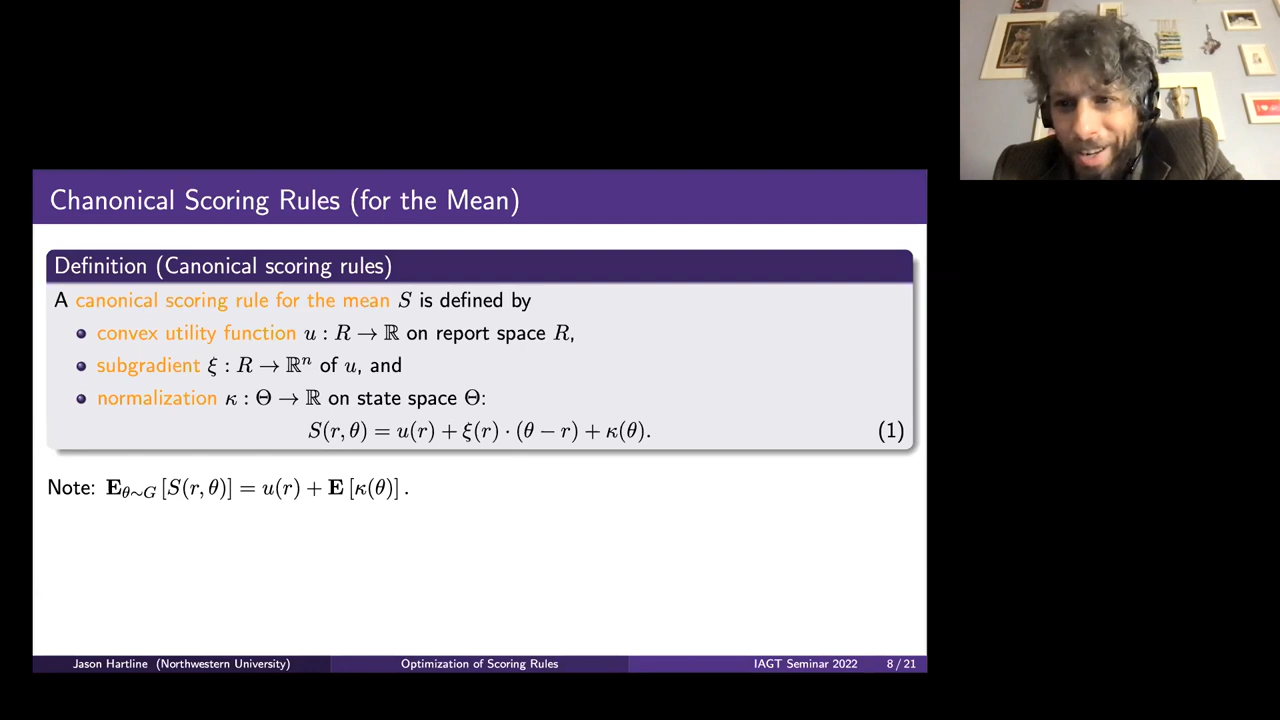 Chanonical Scoring Rules (for the Mean)
Definition (Canonical scoring rules)
A canonical scoring rule for the mean S is defined by
convex utility function u : R → ℝ on report space R,
subgradient ξ : R → ℝⁿ of u, and
normalization κ : Θ → ℝ on state space Θ:
S(r, θ) = u(r) + ξ(r) · (θ − r) + κ(θ). (1)
Note: E_{θ∼G} [S(r, θ)] = u(r) + E [κ(θ)] .
Jason Hartline (Northwestern University) Optimization of Scoring Rules IAGT Seminar 2022 8 / 21